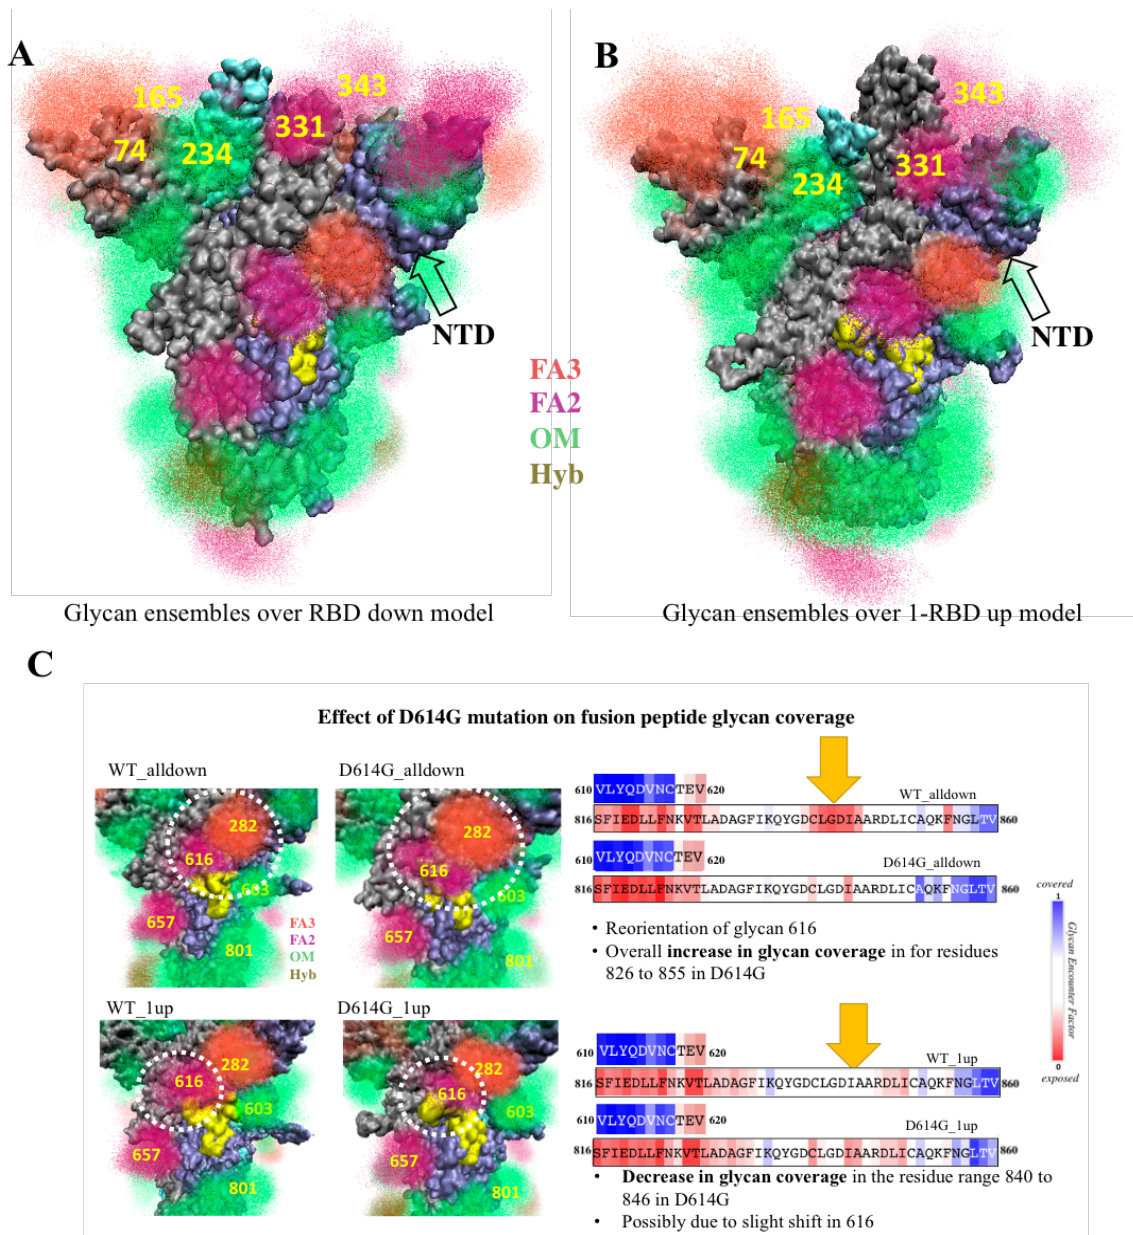 A
B
165
343
331
74
234
NTD
343
165
74
331
234
NTD
FA3
FA2
OM
Hyb
Glycan ensembles over RBD down model
Glycan ensembles over 1-RBD up model
C
Effect of D614G mutation on fusion peptide glycan coverage
WT_alldown
D614G_alldown
282
616
603
657
801
FA3
FA2
OM
Hyb
282
616
603
657
801
610 VLYQDVNCTEV 620
WT_alldown
816 SFIEDLLFNKVTLADAGFIKQYGDCLGDIAARDLICAQKFNGLTV 860
610 VLYQDVNCTEV 620
D614G_alldown
816 SFIEDLLFNKVTLADAGFIKQYGDCLGDIAARDLICAQKFNGLTV 860
• Reorientation of glycan 616
• Overall increase in glycan coverage in for residues
826 to 855 in D614G
covered
1
Glycan Encounter Factor
0
exposed
WT_1up
D614G_1up
616
282
603
657
801
282
616
603
657
801
610 VLYQDVNCTEV 620
WT_1up
816 SFIEDLLFNKVTLADAGFIKQYGDCLGDIAARDLICAQKFNGLTV 860
610 VLYQDVNCTEV 620
D614G_1up
816 SFIEDLLFNKVTLADAGFIKQYGDCLGDIAARDLICAQKFNGLTV 860
• Decrease in glycan coverage in the residue range 840 to
846 in D614G
• Possibly due to slight shift in 616